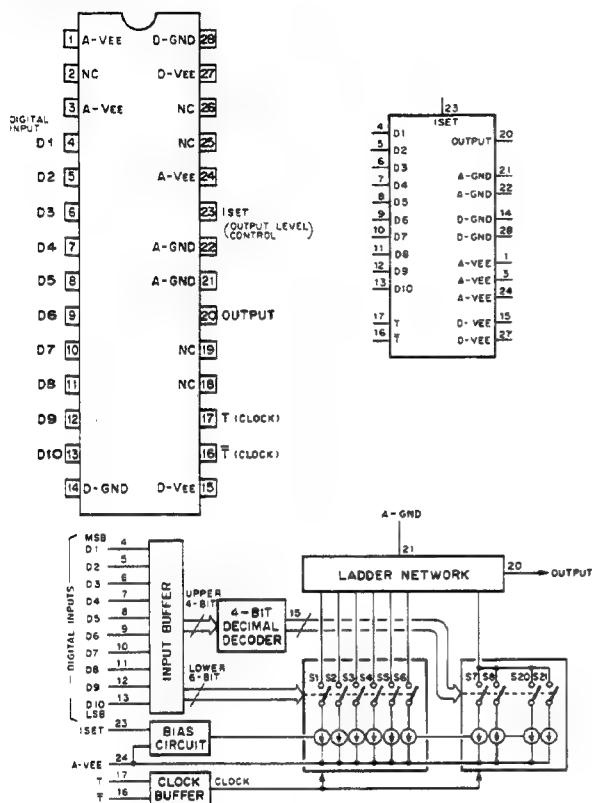 1 A-VEE D-GND 28
2 NC D-VEE 27
3 A-VEE NC 26
DIGITAL
INPUT
D1 4 NC 25
D2 5 A-VEE 24
D3 6 23 ISET
(OUTPUT LEVEL
CONTROL)
D4 7 A-GND 22
D5 8 A-GND 21
D6 9 20 OUTPUT
D7 10 NC 19
D8 11 NC 18
D9 12 17 T (CLOCK)
D10 13 16 T̅ (CLOCK)
14 D-GND D-VEE 15
23
ISET
4 D1 OUTPUT 20
5 D2
6 D3 A-GND 21
7 D4 A-GND 22
8 D5
9 D6 D-GND 14
10 D7 D-GND 28
11 D8 A-VEE 1
12 D9 A-VEE 3
13 D10 A-VEE 24
17 T D-VEE 15
16 T̅ D-VEE 27
DIGITAL INPUTS
MSB
D1 4
D2 5
D3 6
D4 7
D5 8
D6 9
D7 10
D8 11
D9 12
D10 13
LSB
INPUT BUFFER
UPPER
4-BIT
4-BIT
DECIMAL
DECODER
15
LOWER
6-BIT
A-GND
21
LADDER NETWORK
20 OUTPUT
S1 S2 S3 S4 S5 S6
S7 S8 S20 S21
ISET 23
BIAS
CIRCUIT
A-VEE 24
T 17
T̅ 16
CLOCK
BUFFER
CLOCK